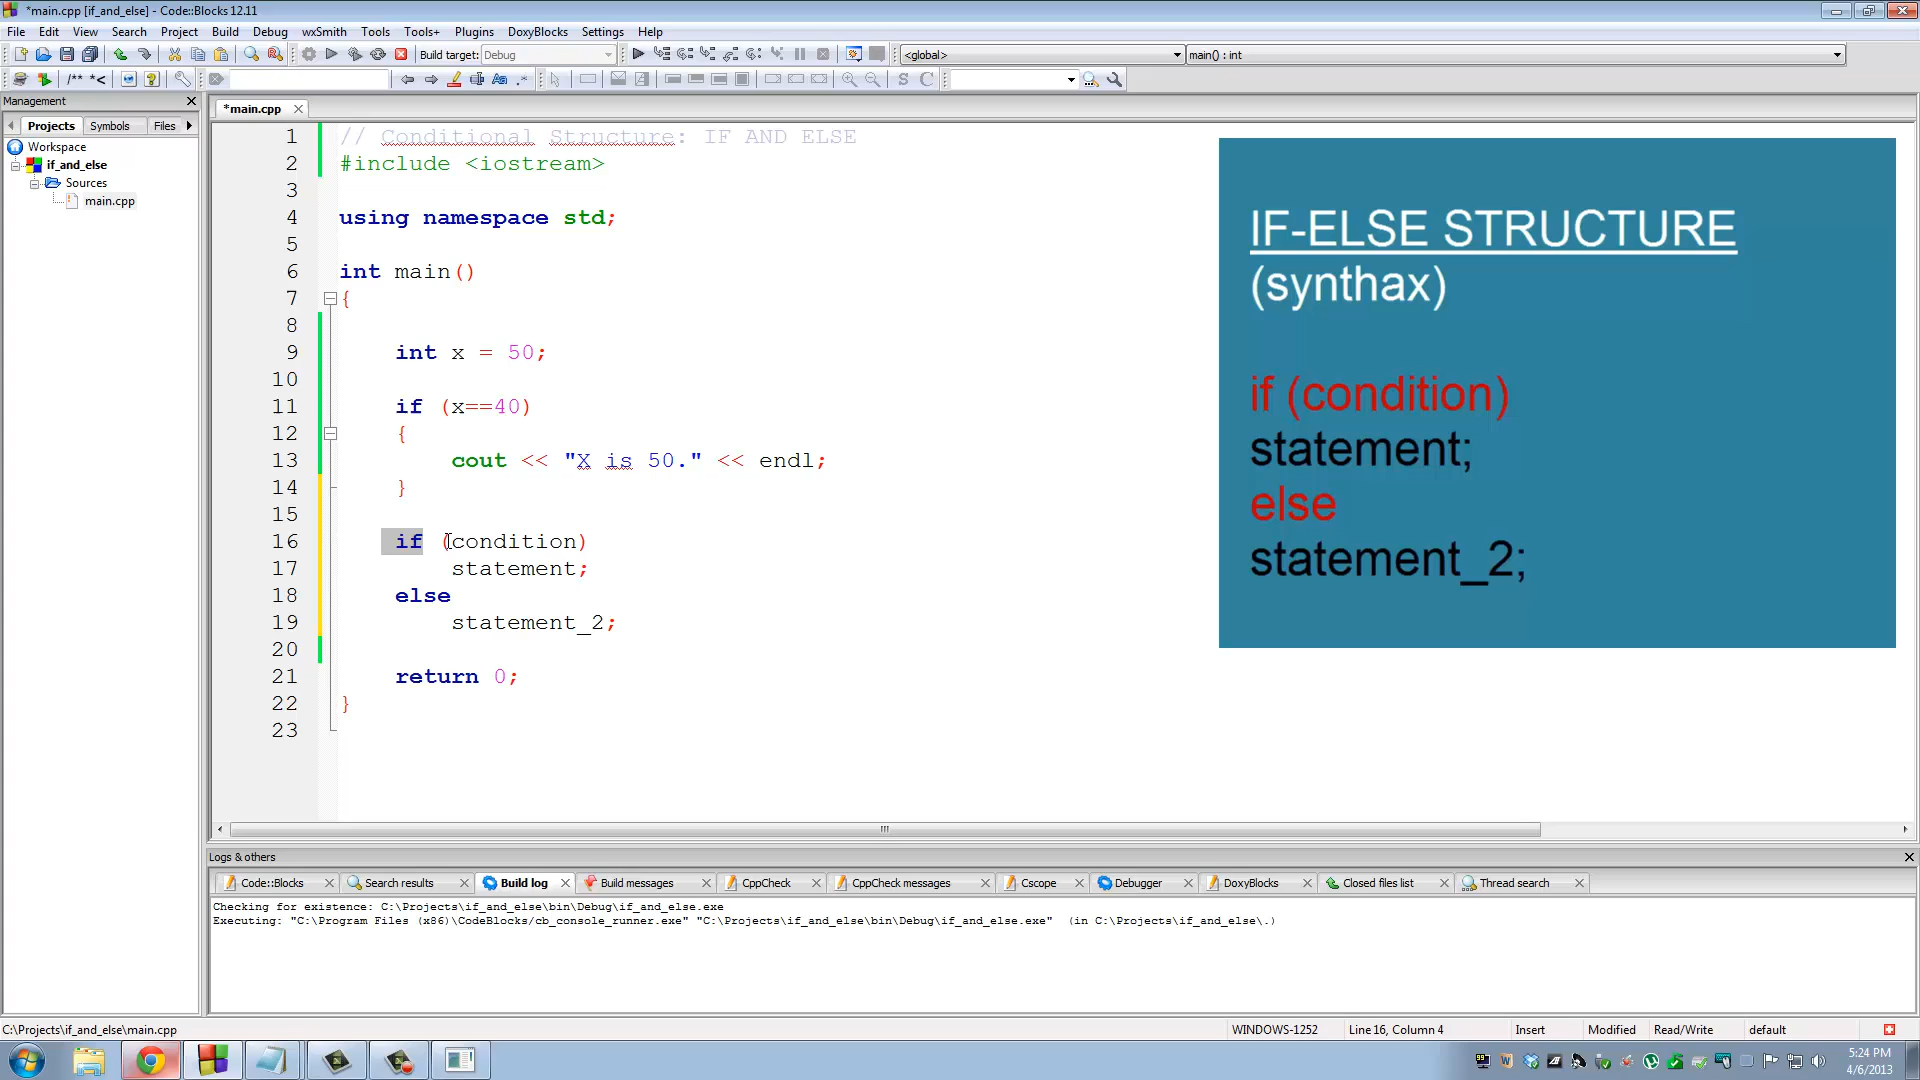 *main.cpp [if_and_else] - Code::Blocks 12.11
File Edit View Search Project Build Debug wxSmith Tools Tools+ Plugins DoxyBlocks Settings Help
Build target: Debug <global> main() : int
/** *<
Management
*main.cpp
Projects Symbols Files
Workspace
if_and_else
Sources
main.cpp
1 // Conditional Structure: IF AND ELSE
2 #include <iostream>
3
4 using namespace std;
5
6 int main()
7 {
8
9 int x = 50;
10
11 if (x==40)
12 {
13 cout << "X is 50." << endl;
14 }
15
16 if (condition)
17 statement;
18 else
19 statement_2;
20
21 return 0;
22 }
23
IF-ELSE STRUCTURE
(synthax)
if (condition)
statement;
else
statement_2;
Logs & others
Code::Blocks Search results Build log Build messages CppCheck CppCheck messages Cscope Debugger DoxyBlocks Closed files list Thread search
Checking for existence: C:\Projects\if_and_else\bin\Debug\if_and_else.exe
Executing: "C:\Program Files (x86)\CodeBlocks/cb_console_runner.exe" "C:\Projects\if_and_else\bin\Debug\if_and_else.exe" (in C:\Projects\if_and_else\.)
C:\Projects\if_and_else\main.cpp WINDOWS-1252 Line 16, Column 4 Insert Modified Read/Write default
5:24 PM
4/6/2013